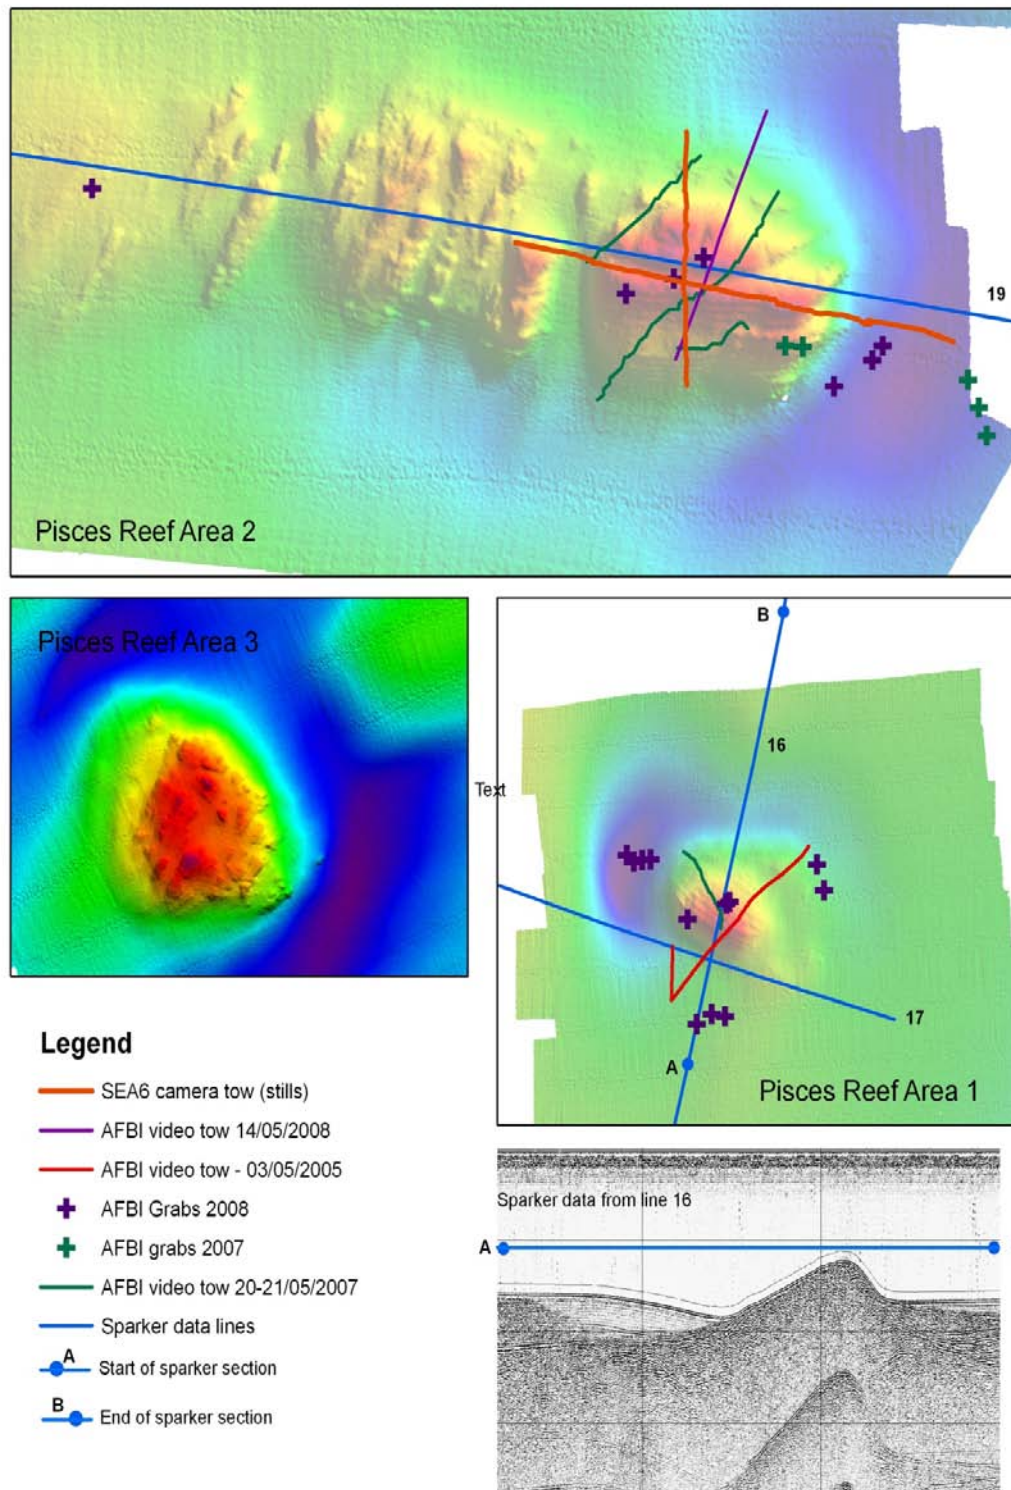 19
Pisces Reef Area 2
Pisces Reef Area 3
B
16
Text
17
A
Pisces Reef Area 1
Legend
SEA6 camera tow (stills)
AFBI video tow 14/05/2008
AFBI video tow - 03/05/2005
AFBI Grabs 2008
AFBI grabs 2007
AFBI video tow 20-21/05/2007
Sparker data lines
A
Start of sparker section
B
End of sparker section
Sparker data from line 16
A